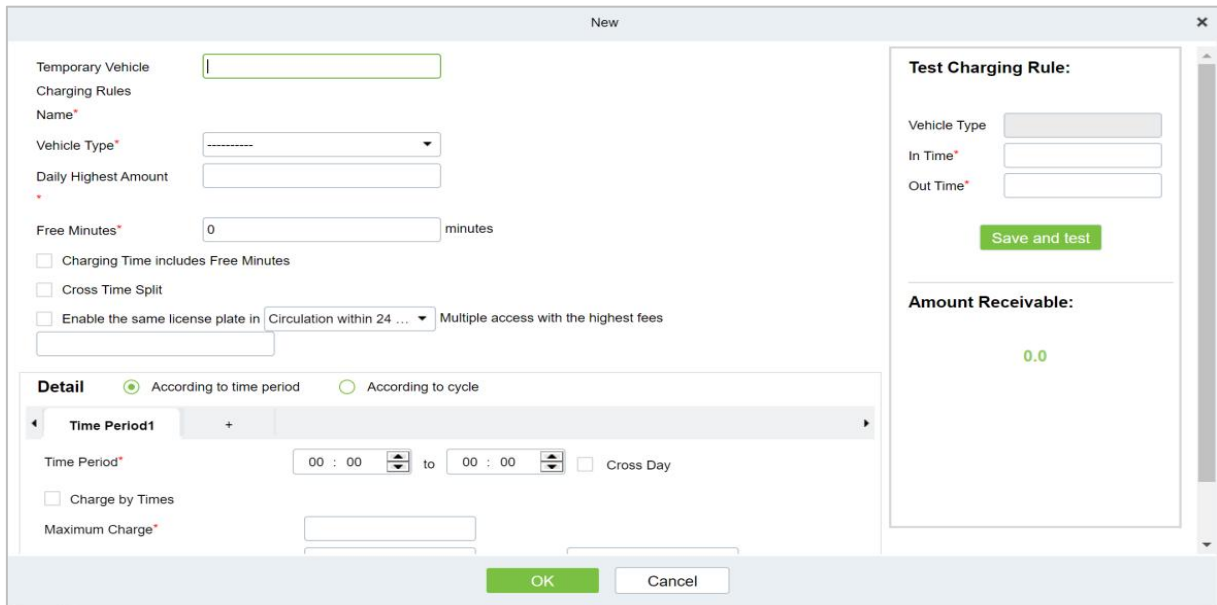 New
Temporary Vehicle
Charging Rules
Name*
Vehicle Type* ----------
Daily Highest Amount
*
Free Minutes* 0 minutes
Charging Time includes Free Minutes
Cross Time Split
Enable the same license plate in Circulation within 24 ... Multiple access with the highest fees
Detail According to time period According to cycle
Time Period1 +
Time Period* 00 : 00 to 00 : 00 Cross Day
Charge by Times
Maximum Charge*
Test Charging Rule:
Vehicle Type
In Time*
Out Time*
Save and test
Amount Receivable:
0.0
OK Cancel